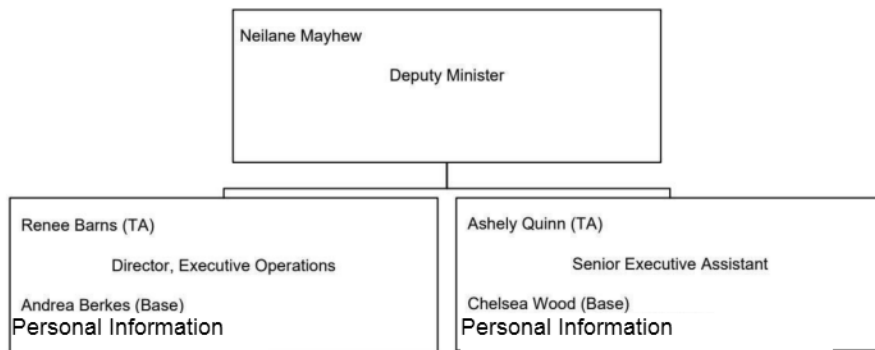 Neilane Mayhew
Deputy Minister
Renee Barns (TA)
Director, Executive Operations
Andrea Berkes (Base)
Personal Information
Ashely Quinn (TA)
Senior Executive Assistant
Chelsea Wood (Base)
Personal Information